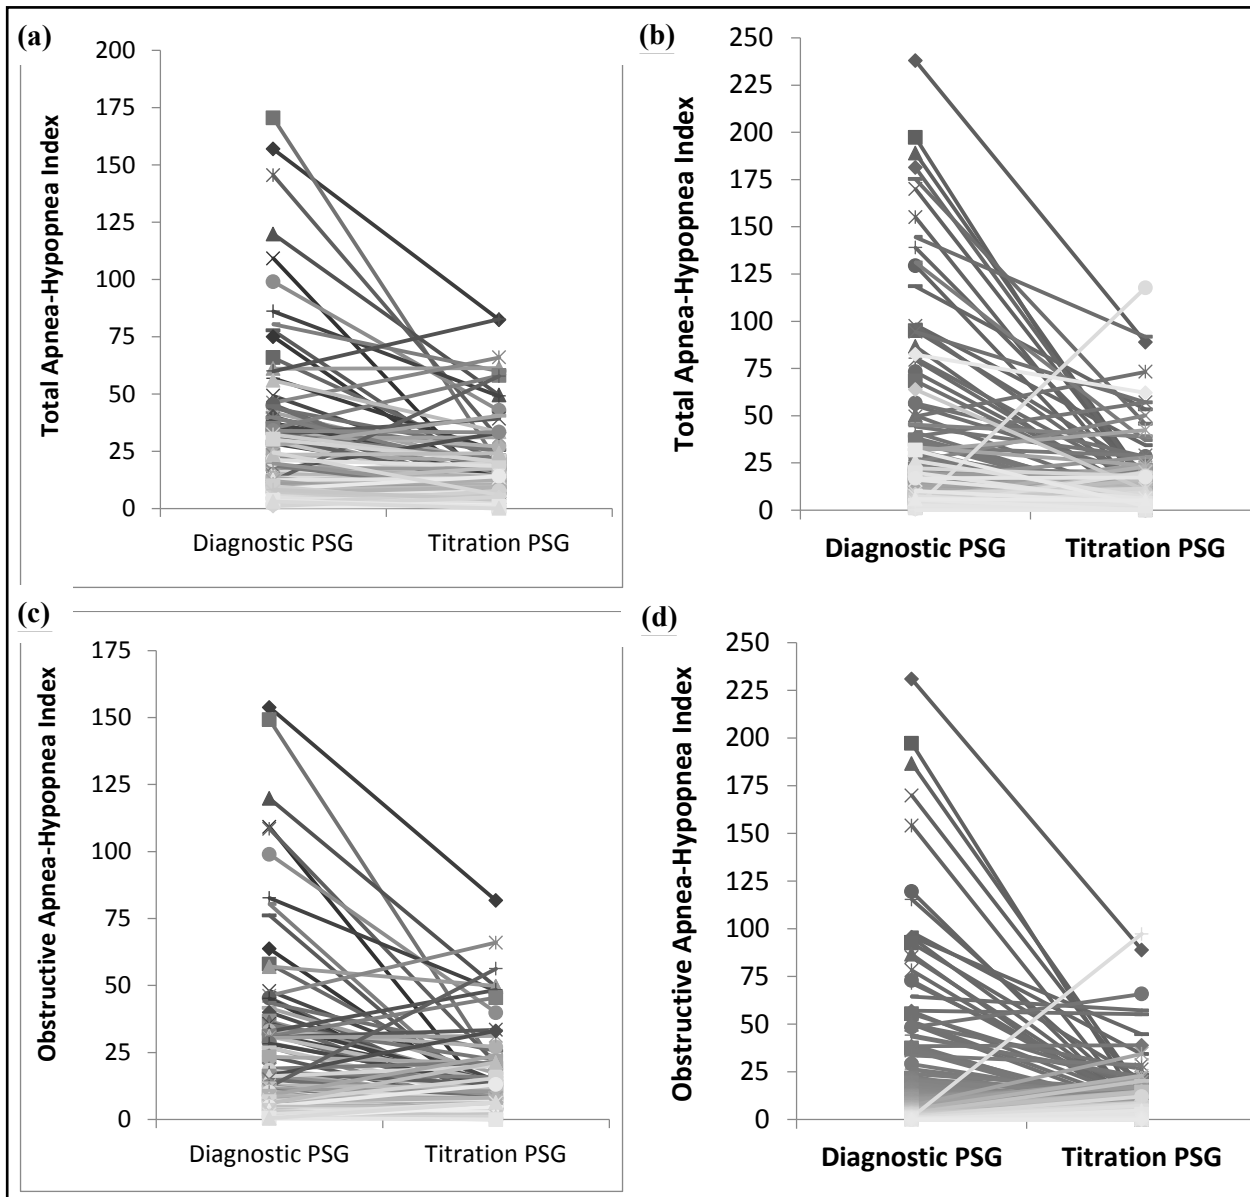 (a)
Total Apnea-Hypopnea Index
200
175
150
125
100
75
50
25
0
Diagnostic PSG
Titration PSG
(b)
Total Apnea-Hypopnea Index
250
225
200
175
150
125
100
75
50
25
0
Diagnostic PSG
Titration PSG
(c)
Obstructive Apnea-Hypopnea Index
175
150
125
100
75
50
25
0
Diagnostic PSG
Titration PSG
(d)
Obstructive Apnea-Hypopnea Index
250
225
200
175
150
125
100
75
50
25
0
Diagnostic PSG
Titration PSG